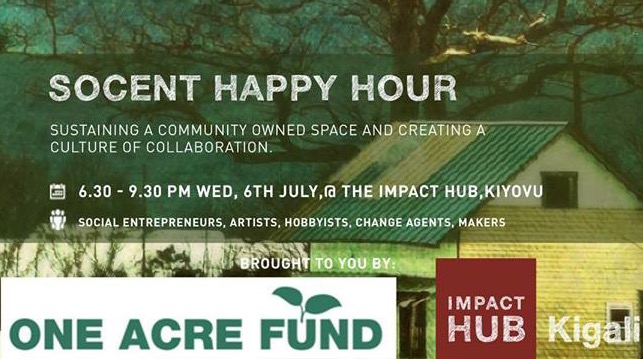 SOCENT HAPPY HOUR
SUSTAINING A COMMUNITY OWNED SPACE AND CREATING A
CULTURE OF COLLABORATION.
6.30 - 9.30 PM WED, 6TH JULY,@ THE IMPACT HUB,KIYOVU
SOCIAL ENTREPRENEURS, ARTISTS, HOBBYISTS, CHANGE AGENTS, MAKERS
BROUGHT TO YOU BY:
ONE ACRE FUND
IMPACT
HUB Kigali